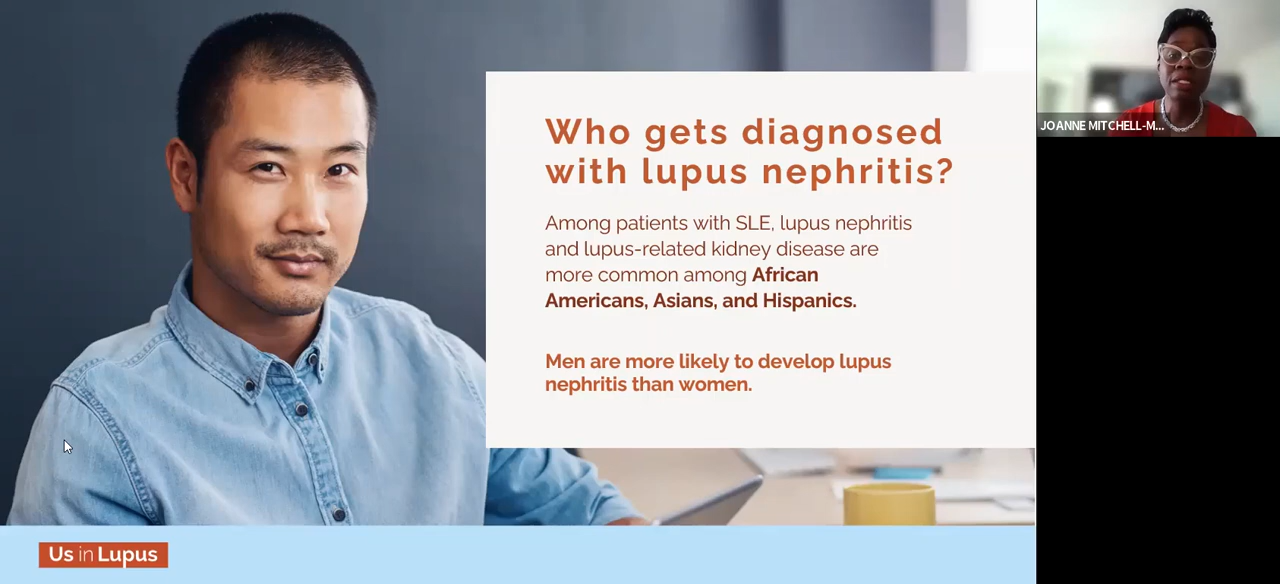 Who gets diagnosed
with lupus nephritis?
Among patients with SLE, lupus nephritis
and lupus-related kidney disease are
more common among African
Americans, Asians, and Hispanics.
Men are more likely to develop lupus
nephritis than women.
Us in Lupus
JOANNE MITCHELL-M...